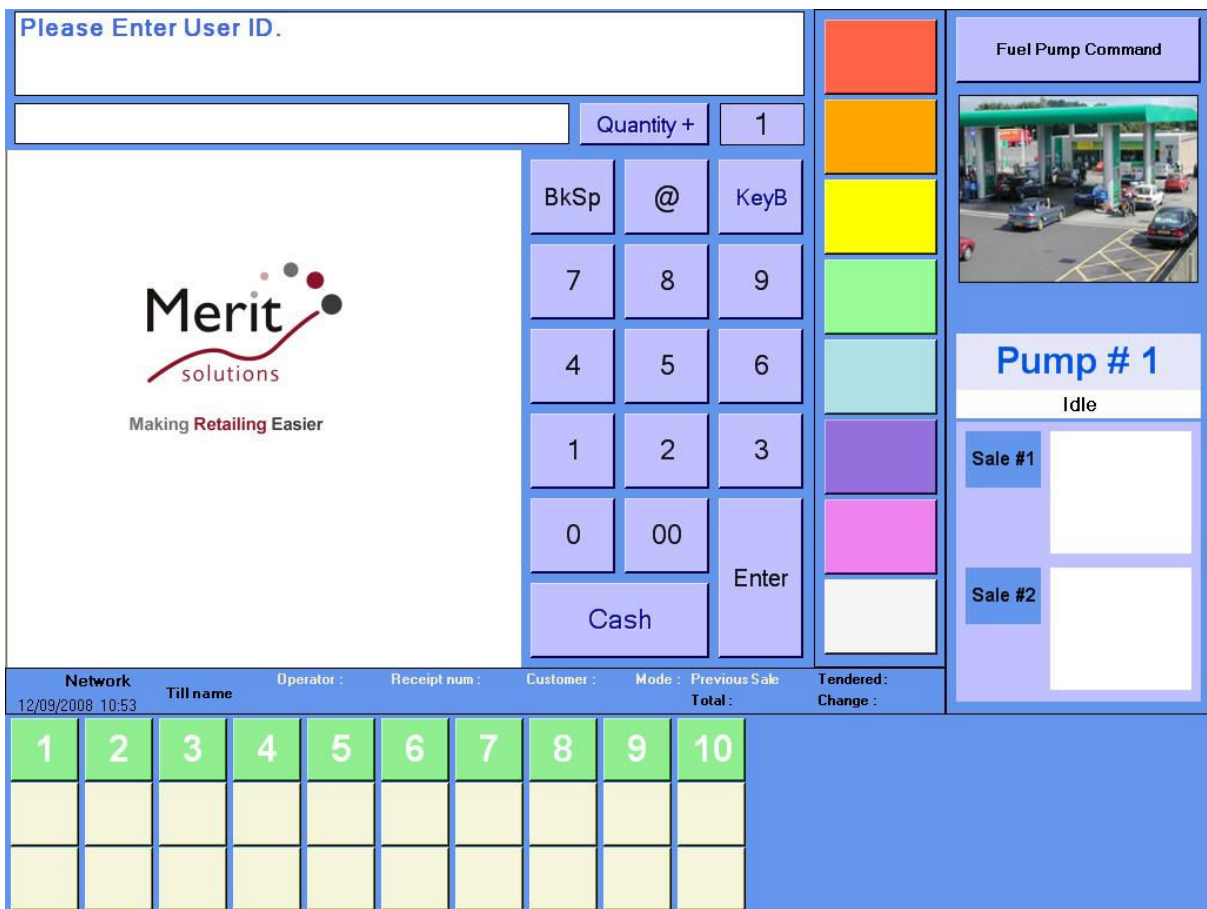 Please Enter User ID.
Quantity +
1
Fuel Pump Command
BkSp
@
KeyB
7
8
9
4
5
6
1
2
3
0
00
Enter
Cash
Merit
solutions
Making Retailing Easier
Pump # 1
Idle
Sale #1
Sale #2
Network
12/09/2008 10:53
Till name
Operator :
Receipt num :
Customer :
Mode :
Previous Sale
Total :
Tendered :
Change :
1 2 3 4 5 6 7 8 9 10